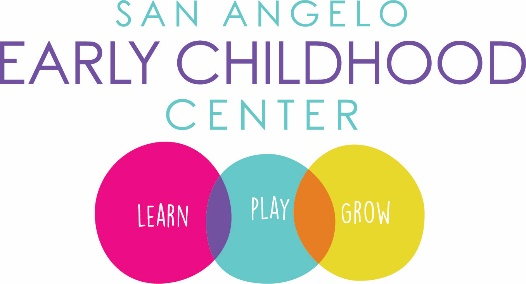 SAN ANGELO
EARLY CHILDHOOD
CENTER
LEARN PLAY GROW